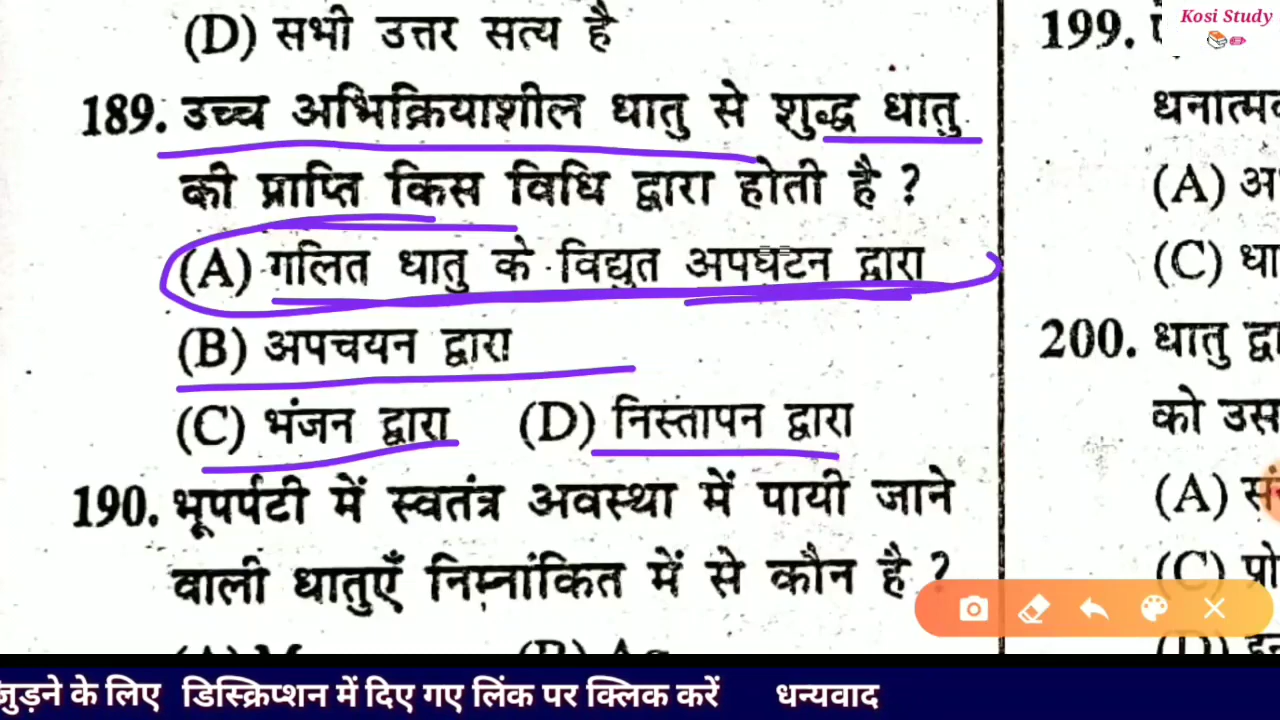 (D) सभी उत्तर सत्य है
189. उच्च अभिक्रियाशील धातु से शुद्ध धातु
की प्राप्ति किस विधि द्वारा होती है ?
(A) गलित धातु के विद्युत अपघटन द्वारा
(B) अपचयन द्वारा
(C) भंजन द्वारा (D) निस्तापन द्वारा
190. भूपर्पटी में स्वतंत्र अवस्था में पायी जाने
वाली धातुएँ निम्नांकित में से कौन है ?
Kosi Study
199.
(A)
(C)
200. धातु
को
(A)
(C)
जुड़ने के लिए डिस्क्रिप्शन में दिए गए लिंक पर क्लिक करें धन्यवाद